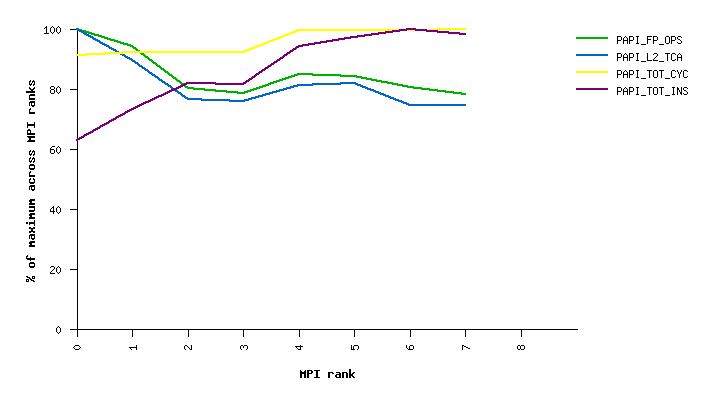 100
80
60
40
20
0
% of maximum across MPI ranks
0 1 2 3 4 5 6 7 8
MPI rank
PAPI_FP_OPS
PAPI_L2_TCA
PAPI_TOT_CYC
PAPI_TOT_INS